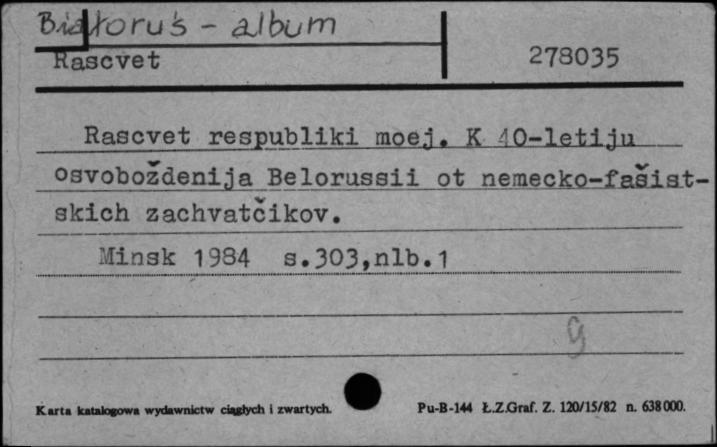 Białoruś - album
Rascvet 278035
Rascvet respubliki moej. K 40-letiju
osvoboždenija Belorussii ot nemecko-fašist-
skich zachvatčikov.
Minsk 1984 s.303,nlb.1
g
Karta katalogowa wydawnictw ciągłych i zwartych. Pu-B-144 Ł.Z.Graf. Z. 120/15/82 n. 638000.